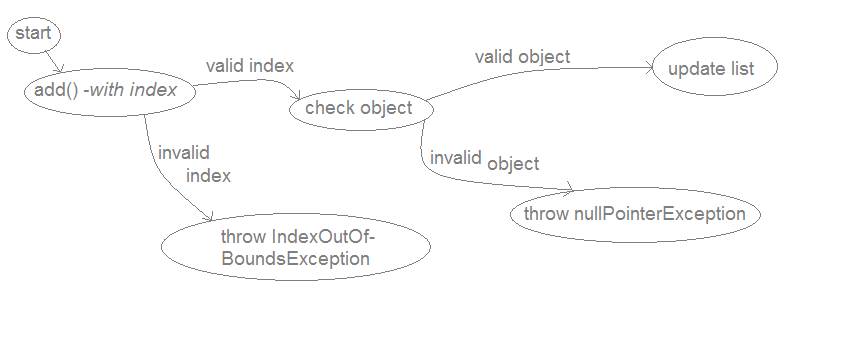 start
add() -with index
valid index
check object
valid object
update list
invalid
index
invalid object
throw nullPointerException
throw IndexOutOf-
BoundsException